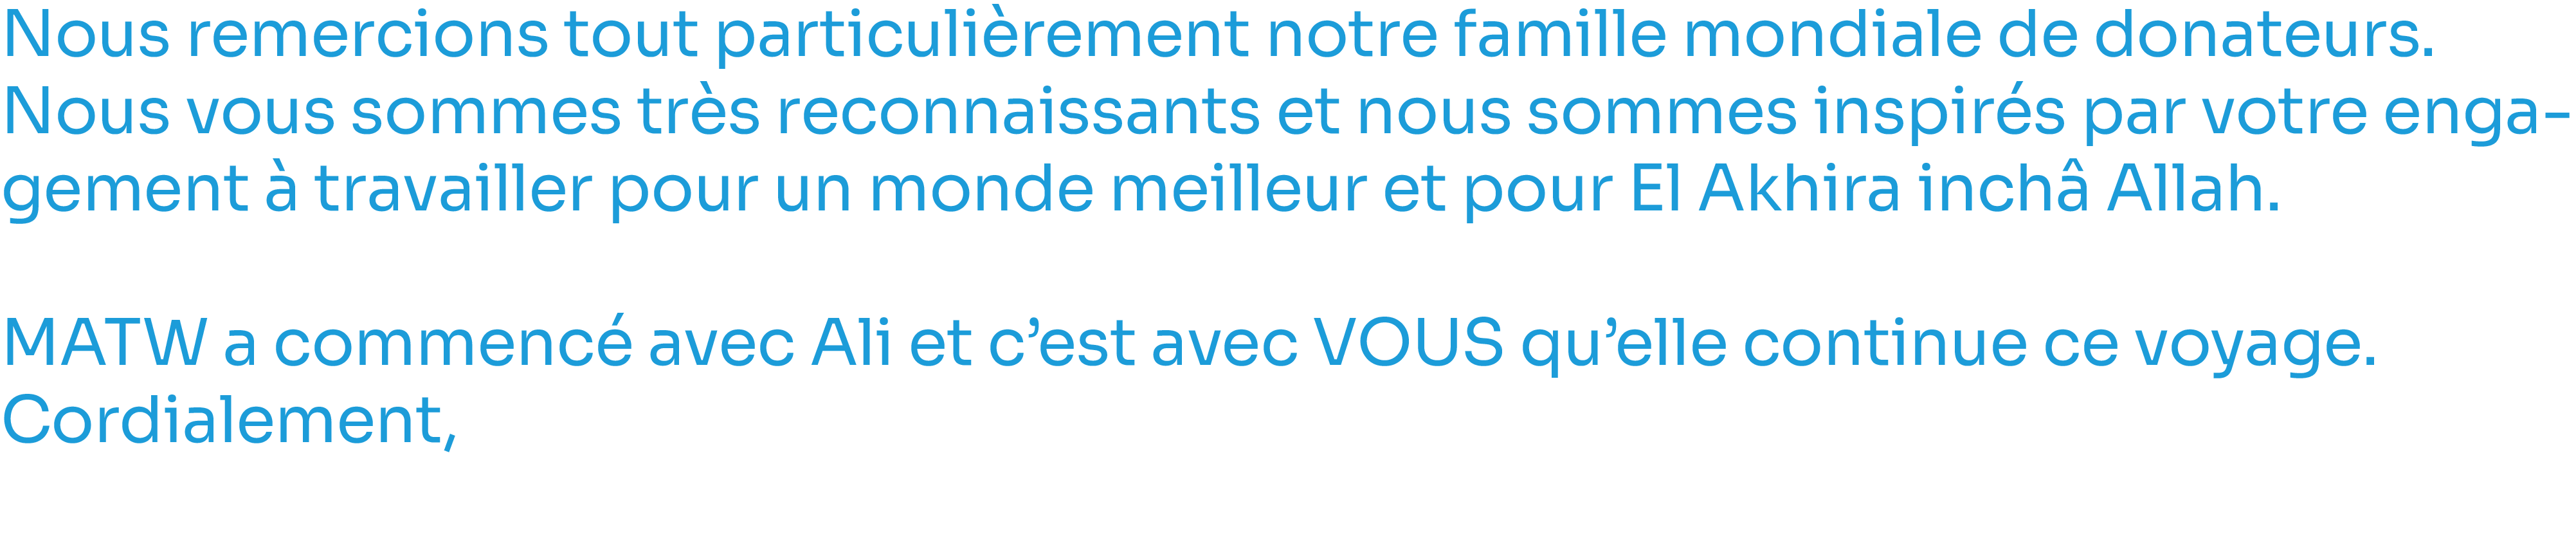 Nous remercions tout particulièrement notre famille mondiale de donateurs.
Nous vous sommes très reconnaissants et nous sommes inspirés par votre enga-
gement à travailler pour un monde meilleur et pour El Akhira inchâ Allah.
MATW a commencé avec Ali et c’est avec VOUS qu’elle continue ce voyage.
Cordialement,